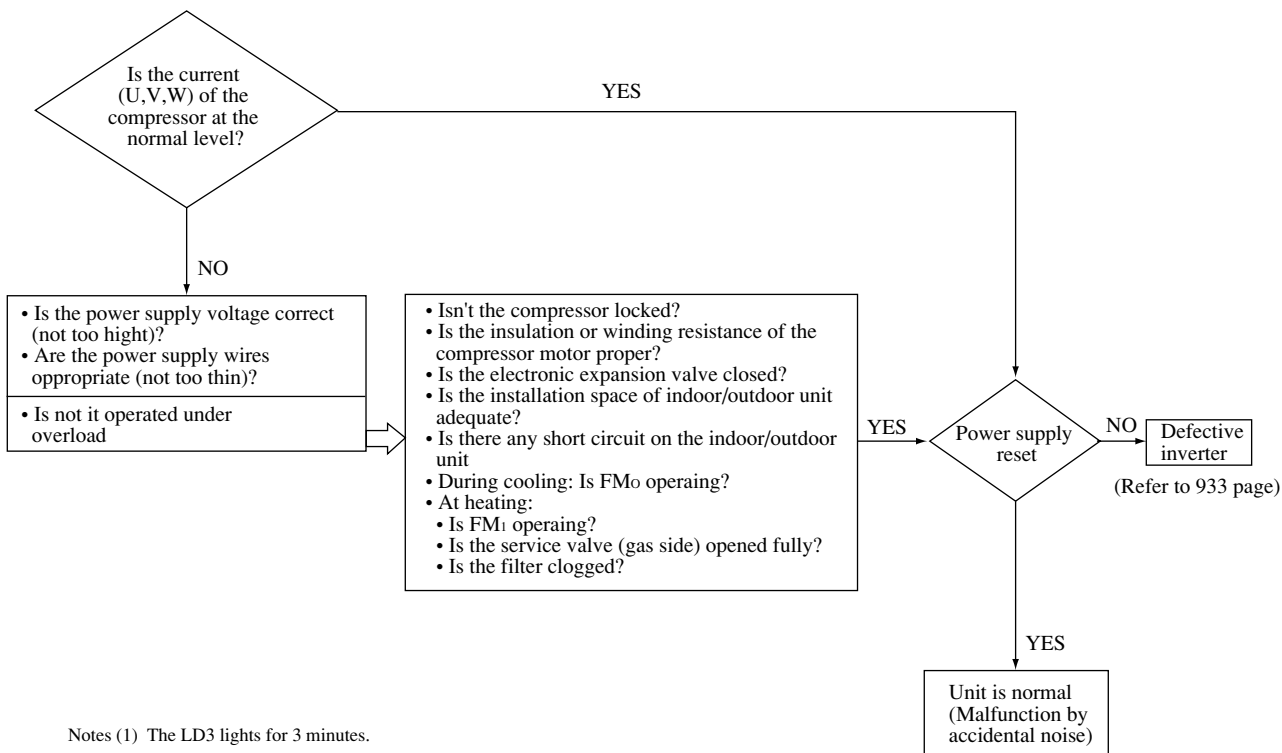 Is the current
(U,V,W) of the
compressor at the
normal level?
YES
NO
• Is the power supply voltage correct
(not too hight)?
• Are the power supply wires
oppropriate (not too thin)?
• Is not it operated under
overload
• Isn't the compressor locked?
• Is the insulation or winding resistance of the
compressor motor proper?
• Is the electronic expansion valve closed?
• Is the installation space of indoor/outdoor unit
adequate?
• Is there any short circuit on the indoor/outdoor
unit
• During cooling: Is FMO operaing?
• At heating:
• Is FM1 operaing?
• Is the service valve (gas side) opened fully?
• Is the filter clogged?
YES
Power supply
reset
NO
Defective
inverter
(Refer to 933 page)
YES
Unit is normal
(Malfunction by
accidental noise)
Notes (1) The LD3 lights for 3 minutes.